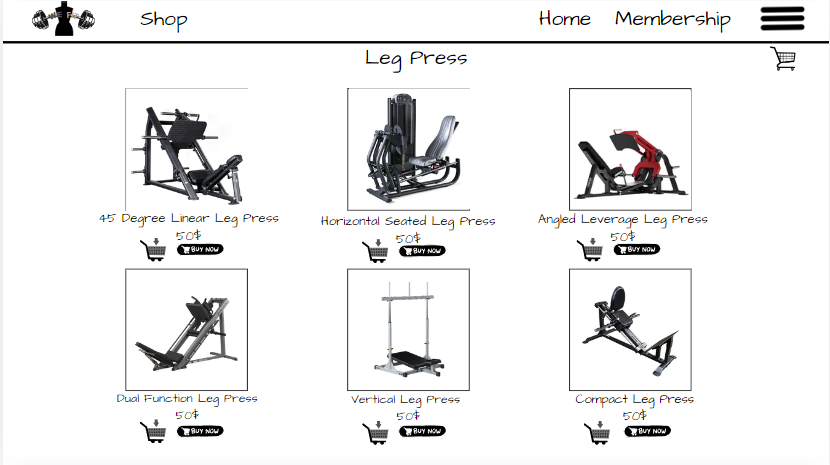 Shop Home Membership
Leg Press
45 Degree Linear Leg Press Horizontal Seated Leg Press Angled Leverage Leg Press
50$ 50$ 50$
BUY NOW BUY NOW BUY NOW
Dual Function Leg Press Vertical Leg Press Compact Leg Press
50$ 50$ 50$
BUY NOW BUY NOW BUY NOW